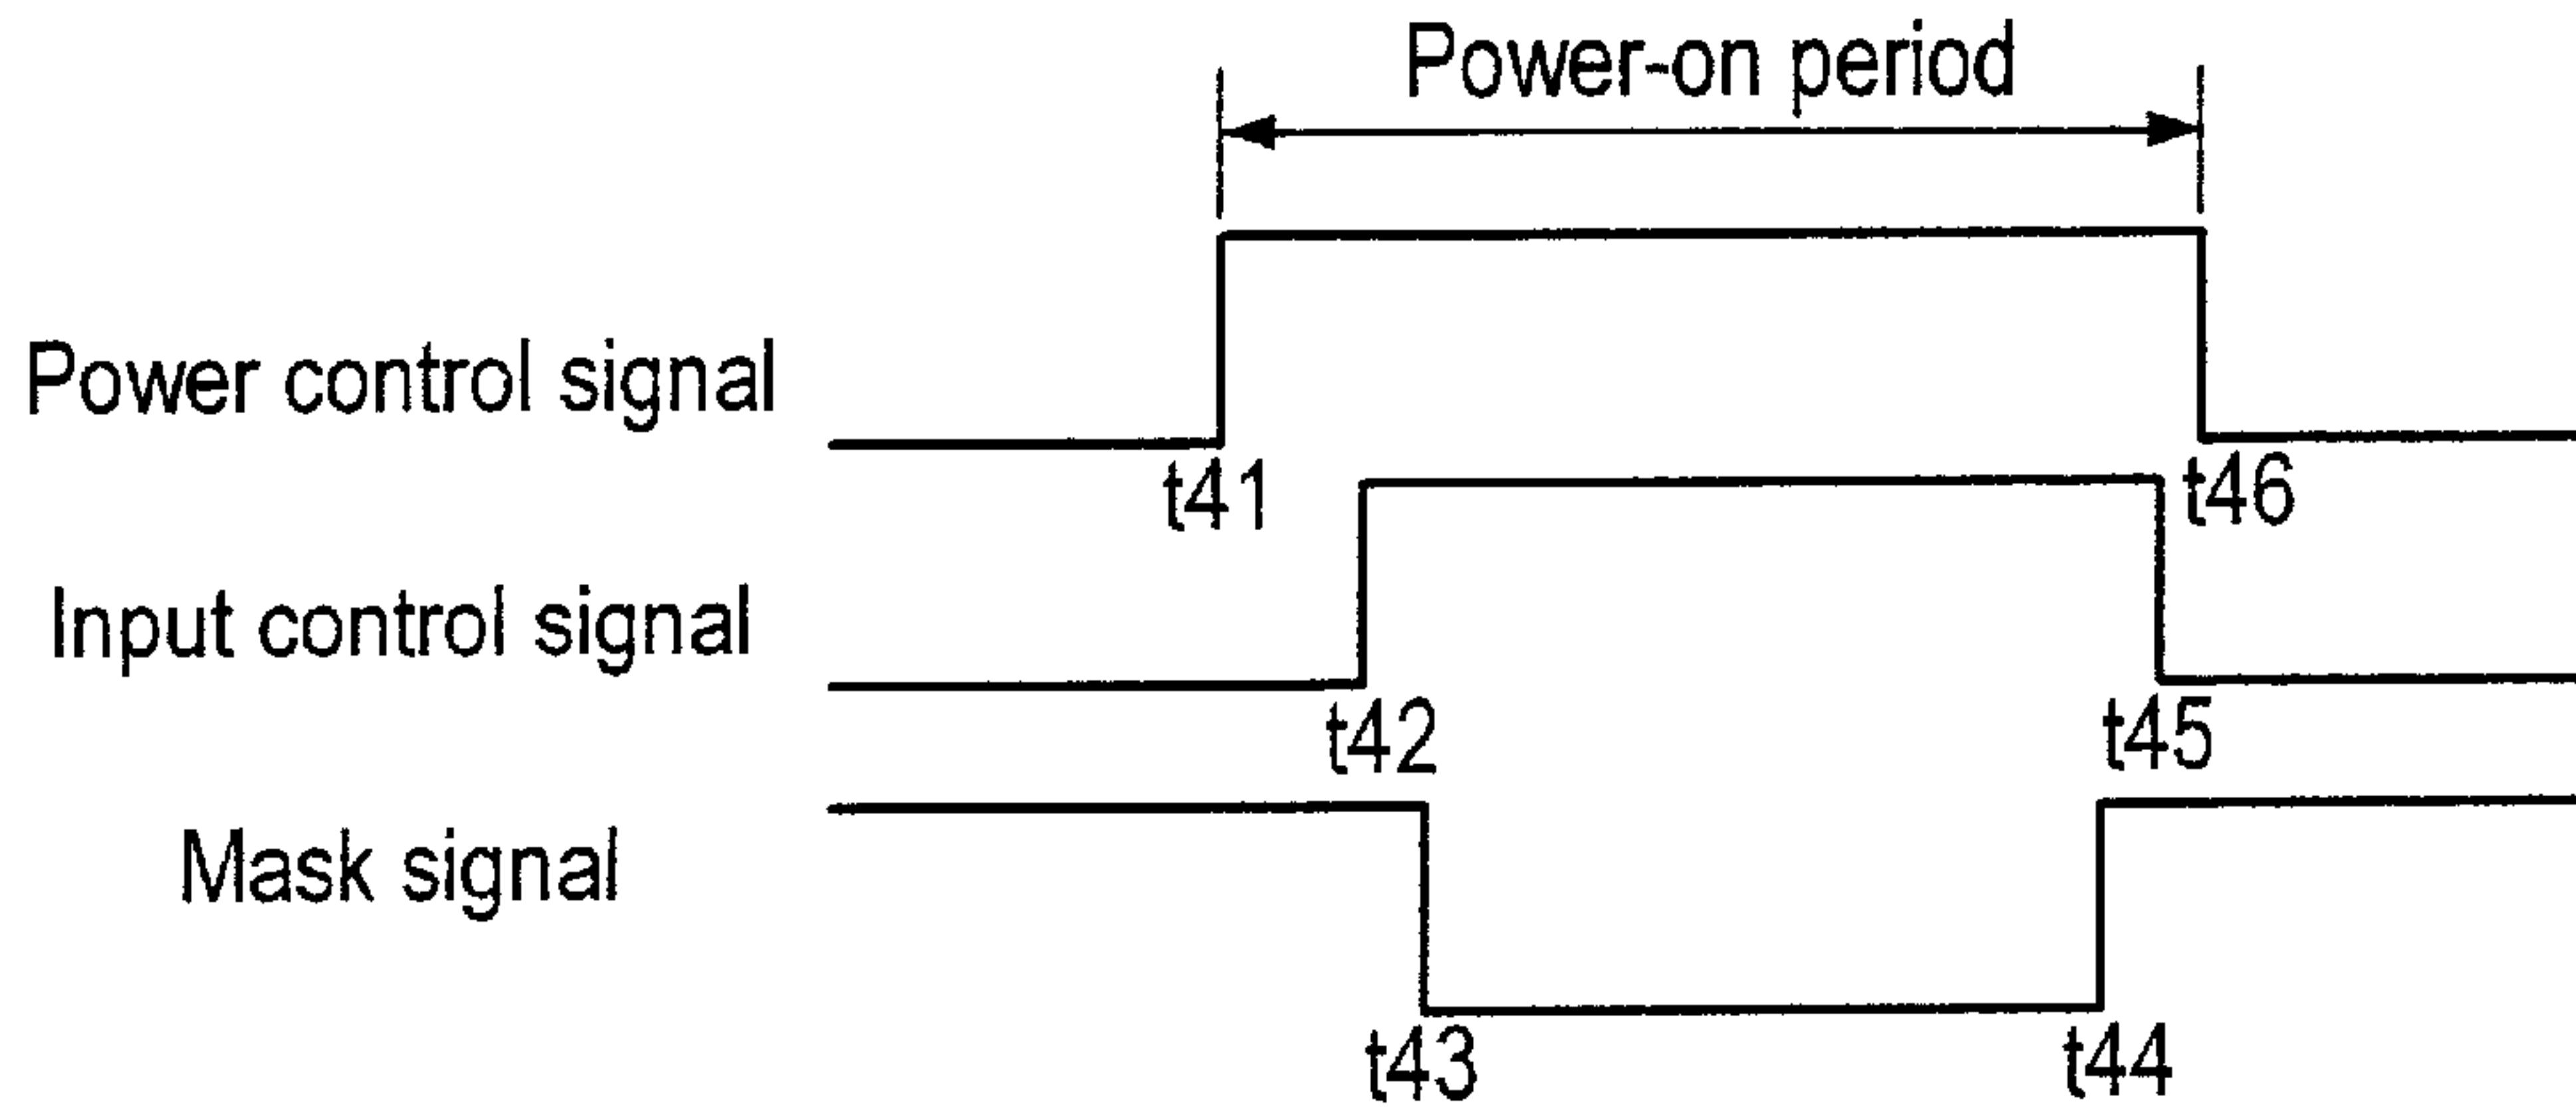 Power-on period
Power control signal
t41
t46
Input control signal
t42
t45
Mask signal
t43
t44